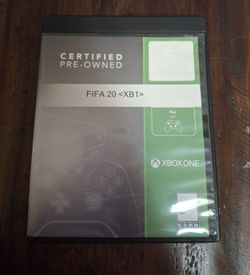 CERTIFIED
PRE-OWNED
FIFA 20 <XB1>
XBOX ONE